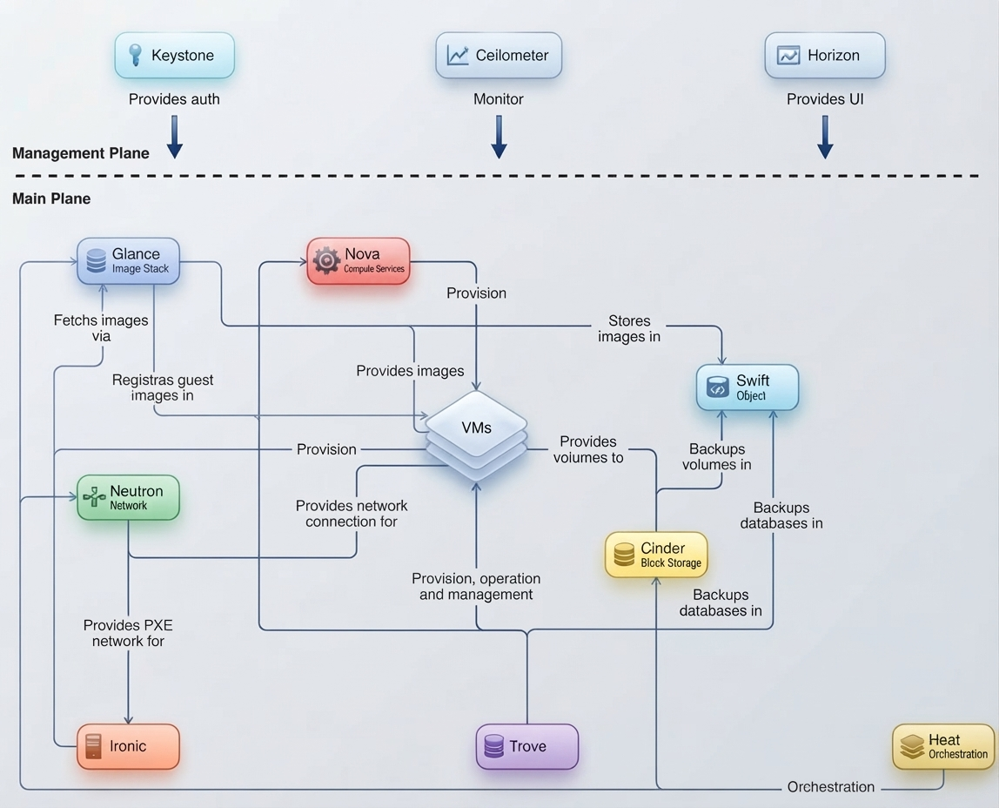 Keystone
Ceilometer
Horizon
Provides auth
Monitor
Provides UI
Management Plane
Main Plane
Glance
Image Stack
Nova
Compule Services
Provision
Fetchs images
via
Stores
images in
Registras guest
images in
Provides images
Swift
Object
VMs
Provision
Provides
volumes to
Backups
volumes in
Neutron
Network
Provides network
connection for
Backups
databases in
Cinder
Block Storage
Provision, operation
and management
Backups
databases in
Provides PXE
network for
Ironic
Trove
Heat
Orchestration
Orchestration